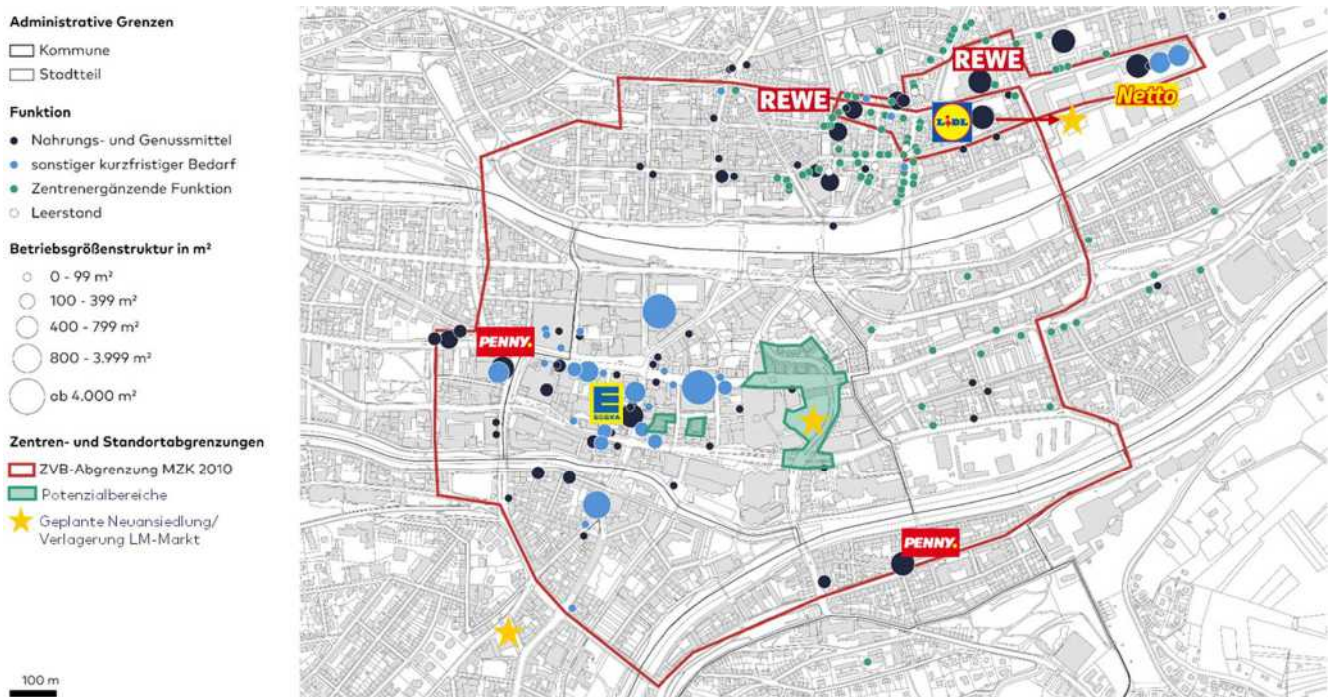 Administrative Grenzen
Kommune
Stadtteil
Funktion
Nahrungs- und Genussmittel
sonstiger kurzfristiger Bedarf
Zentrenergänzende Funktion
Leerstand
Betriebsgrößenstruktur in m²
0 - 99 m²
100 - 399 m²
400 - 799 m²
800 - 3.999 m²
ab 4.000 m²
Zentren- und Standortabgrenzungen
ZVB-Abgrenzung MZK 2010
Potenzialbereiche
Geplante Neuansiedlung/
Verlagerung LM-Markt
100 m
REWE
REWE
Netto
LIDL
PENNY.
E
EDEKA
PENNY.